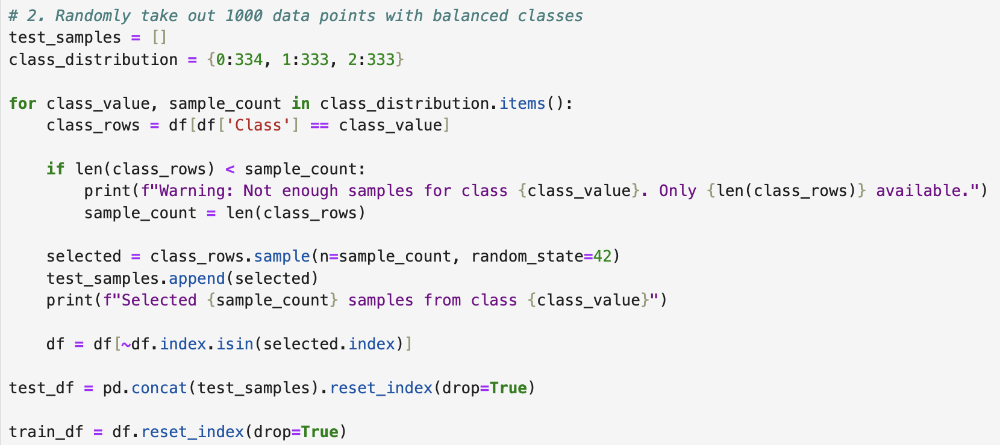 # 2. Randomly take out 1000 data points with balanced classes
test_samples = []
class_distribution = {0:334, 1:333, 2:333}

for class_value, sample_count in class_distribution.items():
    class_rows = df[df['Class'] == class_value]

    if len(class_rows) < sample_count:
        print(f"Warning: Not enough samples for class {class_value}. Only {len(class_rows)} available.")
        sample_count = len(class_rows)

    selected = class_rows.sample(n=sample_count, random_state=42)
    test_samples.append(selected)
    print(f"Selected {sample_count} samples from class {class_value}")

    df = df[~df.index.isin(selected.index)]

test_df = pd.concat(test_samples).reset_index(drop=True)

train_df = df.reset_index(drop=True)